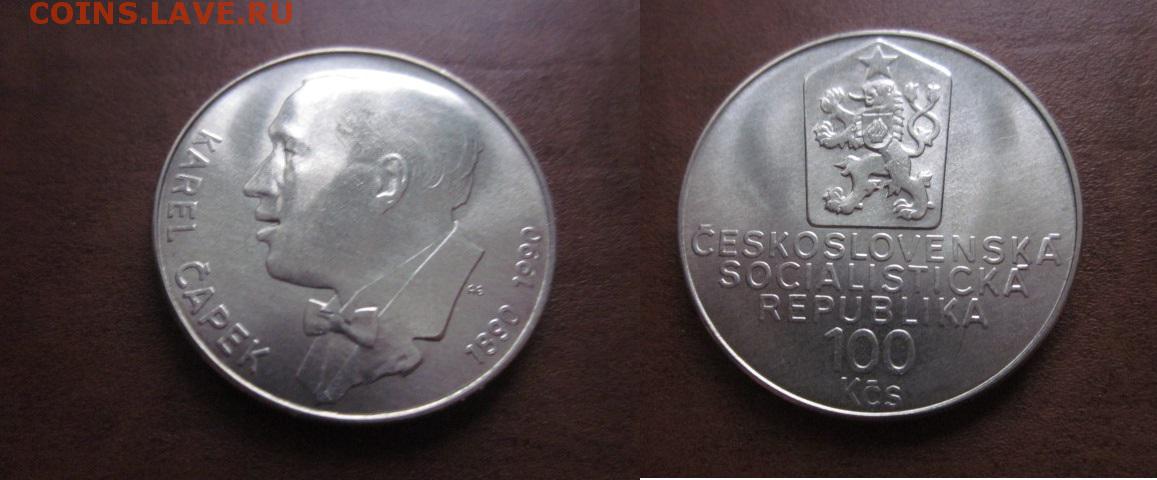 COINS.LAVE.RU
KAREL ČAPEK
1890 1990
ČESKOSLOVENSKÁ
SOCIALISTICKÁ
REPUBLIKA
100
Kčs